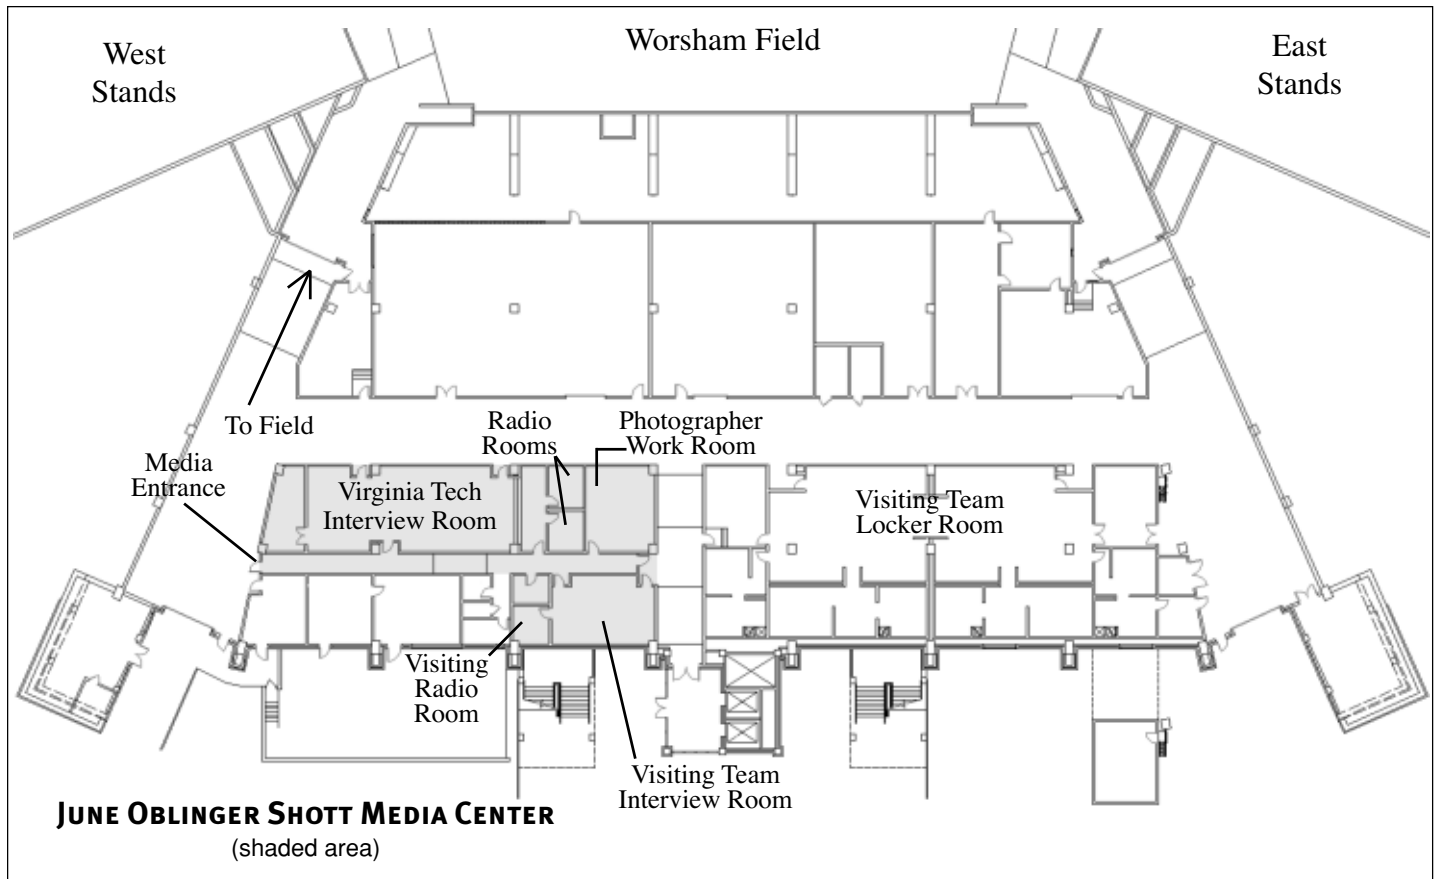 West
Stands
Worsham Field
East
Stands
To Field
Radio
Rooms
Photographer
Work Room
Media
Entrance
Virginia Tech
Interview Room
Visiting Team
Locker Room
Visiting
Radio
Room
Visiting Team
Interview Room
June Oblinger Shott Media Center
(shaded area)